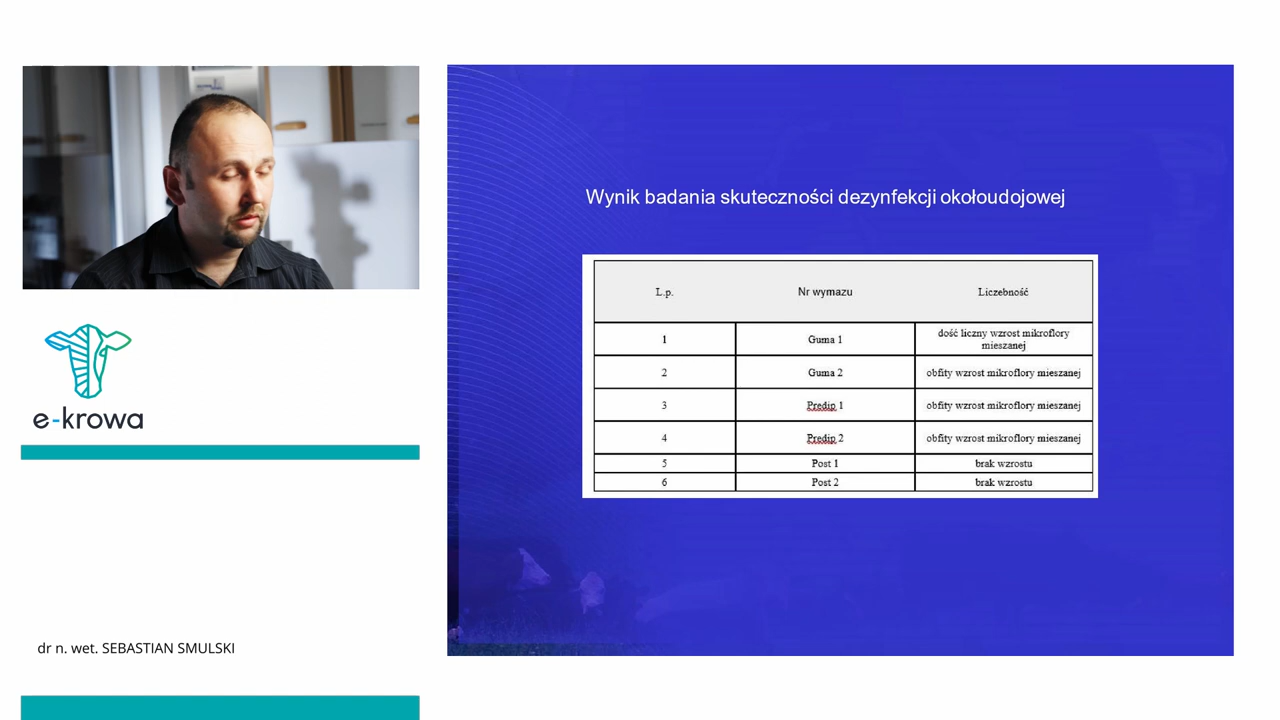 e-krowa
dr n. wet. SEBASTIAN SMULSKI
Wynik badania skuteczności dezynfekcji okołoudojowej
L.p. Nr wymazu Liczebność
1 Guma 1 dość liczny wzrost mikroflory
mieszanej
2 Guma 2 obfity wzrost mikroflory mieszanej
3 Predip 1 obfity wzrost mikroflory mieszanej
4 Predip 2 obfity wzrost mikroflory mieszanej
5 Post 1 brak wzrostu
6 Post 2 brak wzrostu